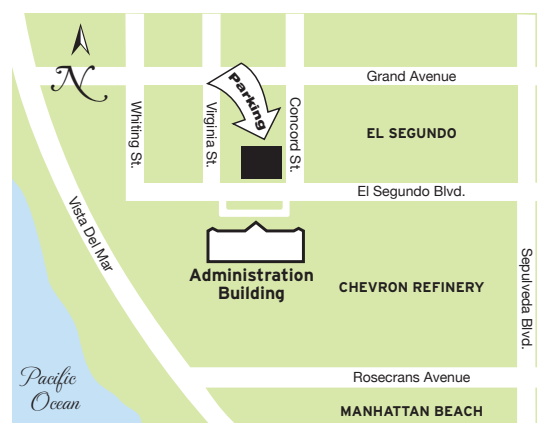 N
Grand Avenue
Parking
Whiting St.
Virginia St.
Concord St.
EL SEGUNDO
El Segundo Blvd.
Vista Del Mar
Administration
Building
CHEVRON REFINERY
Sepulveda Blvd.
Pacific
Ocean
Rosecrans Avenue
MANHATTAN BEACH